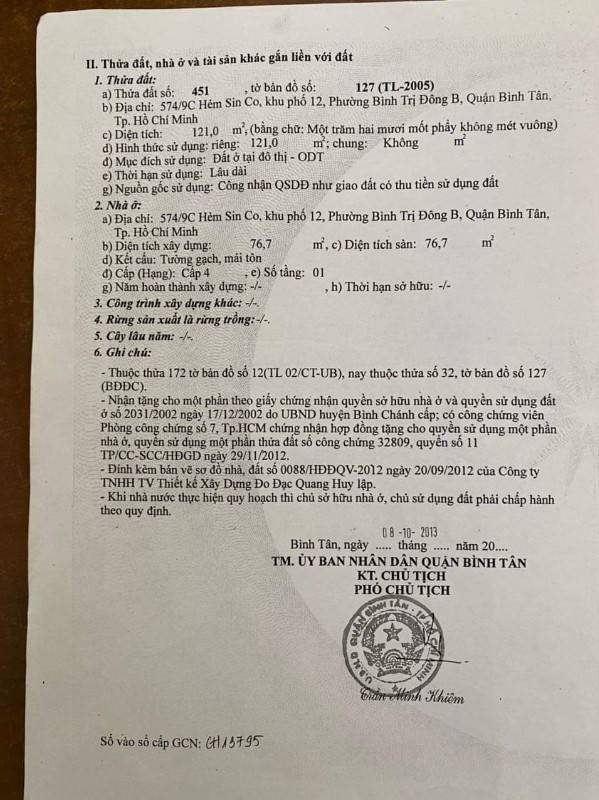 II. Thửa đất, nhà ở và tài sản khác gắn liền với đất
1. Thửa đất:
a) Thửa đất số: 451 , tờ bản đồ số: 127 (TL-2005)
b) Địa chỉ: 574/9C Hẻm Sin Co, khu phố 12, Phường Bình Trị Đông B, Quận Bình Tân,
Tp. Hồ Chí Minh
c) Diện tích: 121,0 m², (bằng chữ: Một trăm hai mươi mốt phẩy không mét vuông)
d) Hình thức sử dụng: riêng: 121,0 m²; chung: Không m²
đ) Mục đích sử dụng: Đất ở tại đô thị - ODT
e) Thời hạn sử dụng: Lâu dài
g) Nguồn gốc sử dụng: Công nhận QSDĐ như giao đất có thu tiền sử dụng đất
2. Nhà ở:
a) Địa chỉ: 574/9C Hẻm Sin Co, khu phố 12, Phường Bình Trị Đông B, Quận Bình Tân,
Tp. Hồ Chí Minh
b) Diện tích xây dựng: 76,7 m², c) Diện tích sàn: 76,7 m²
d) Kết cấu: Tường gạch, mái tôn
đ) Cấp (Hạng): Cấp 4 , e) Số tầng: 01
g) Năm hoàn thành xây dựng: -/- , h) Thời hạn sở hữu: -/-
3. Công trình xây dựng khác: -/-.
4. Rừng sản xuất là rừng trồng: -/-.
5. Cây lâu năm: -/-.
6. Ghi chú:
- Thuộc thửa 172 tờ bản đồ số 12(TL 02/CT-UB), nay thuộc thửa số 32, tờ bản đồ số 127
(BĐĐC).
- Nhận tặng cho một phần theo giấy chứng nhận quyền sở hữu nhà ở và quyền sử dụng đất
ở số 2031/2002 ngày 17/12/2002 do UBND huyện Bình Chánh cấp; có công chứng viên
Phòng công chứng số 7, Tp.HCM chứng nhận hợp đồng tặng cho quyền sử dụng một phần
nhà ở, quyền sử dụng một phần thửa đất số công chứng 32809, quyển số 11
TP/CC-SCC/HĐGD ngày 29/11/2012.
- Đính kèm bản vẽ sơ đồ nhà, đất số 0088/HĐĐQV-2012 ngày 20/09/2012 của Công ty
TNHH TV Thiết kế Xây Dựng Đo Đạc Quang Huy lập.
- Khi nhà nước thực hiện quy hoạch thì chủ sở hữu nhà ở, chủ sử dụng đất phải chấp hành
theo quy định.
08 -10- 2013
Bình Tân, ngày ..... tháng ..... năm 20....
TM. ỦY BAN NHÂN DÂN QUẬN BÌNH TÂN
KT. CHỦ TỊCH
PHÓ CHỦ TỊCH
U.B.N.D QUẬN BÌNH TÂN - TP HỒ CHÍ MINH
Trần Minh Khiêm
Số vào sổ cấp GCN: CH13795